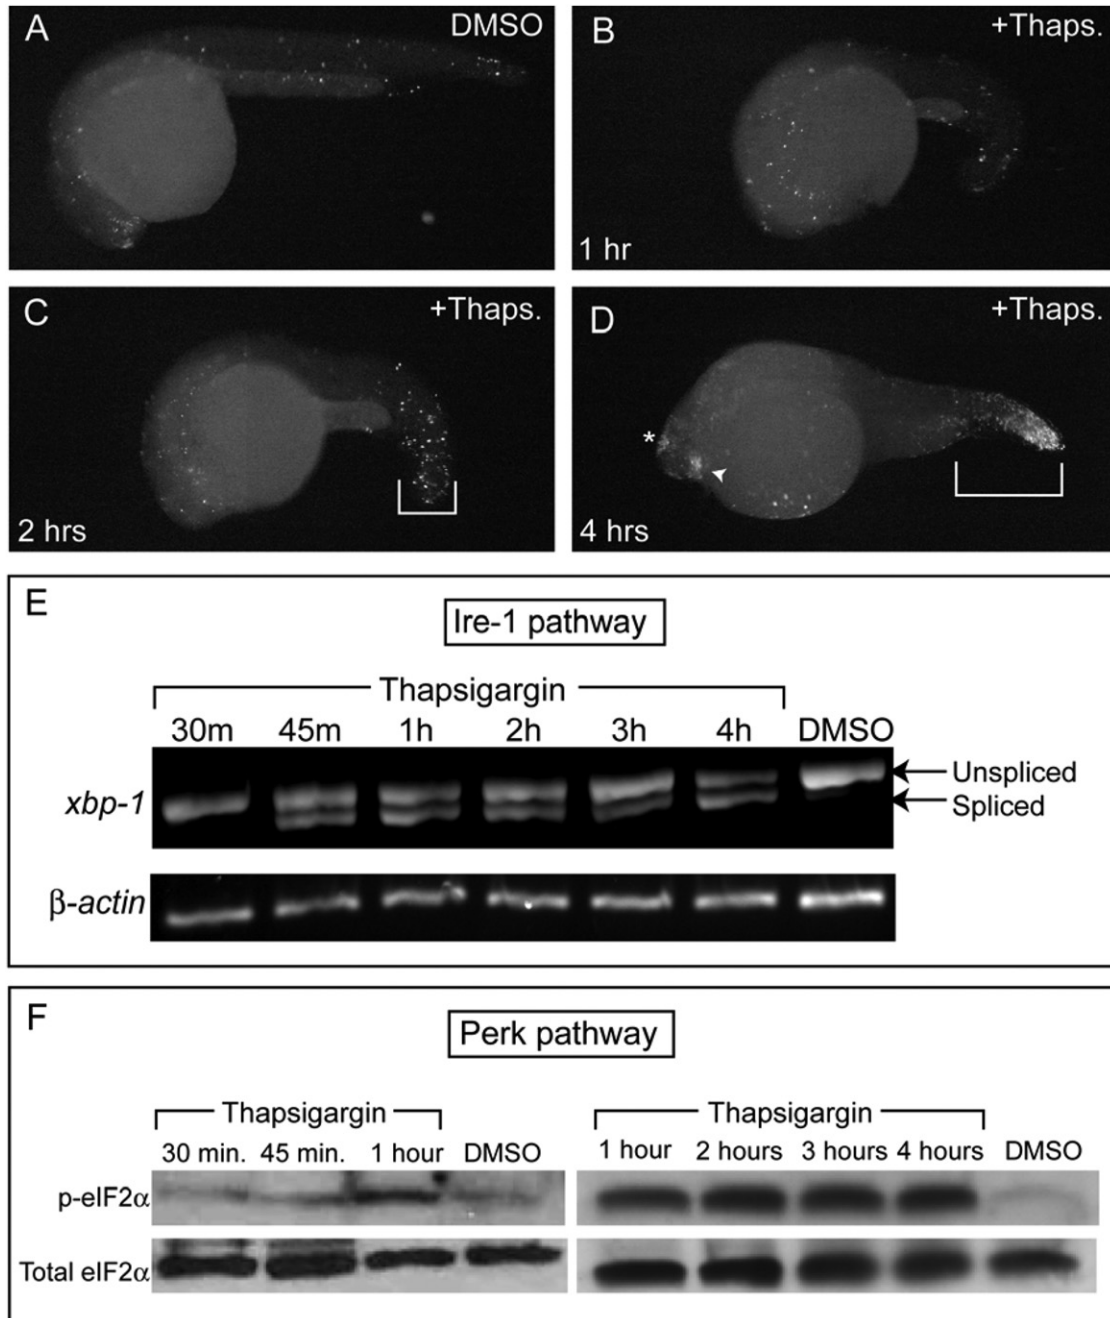 A
DMSO
B
+Thaps.
1 hr
C
+Thaps.
2 hrs
D
+Thaps.
*
4 hrs
E
Ire-1 pathway
Thapsigargin
30m 45m 1h 2h 3h 4h DMSO
xbp-1
Unspliced
Spliced
β-actin
F
Perk pathway
Thapsigargin
30 min. 45 min. 1 hour DMSO
Thapsigargin
1 hour 2 hours 3 hours 4 hours DMSO
p-eIF2α
Total eIF2α